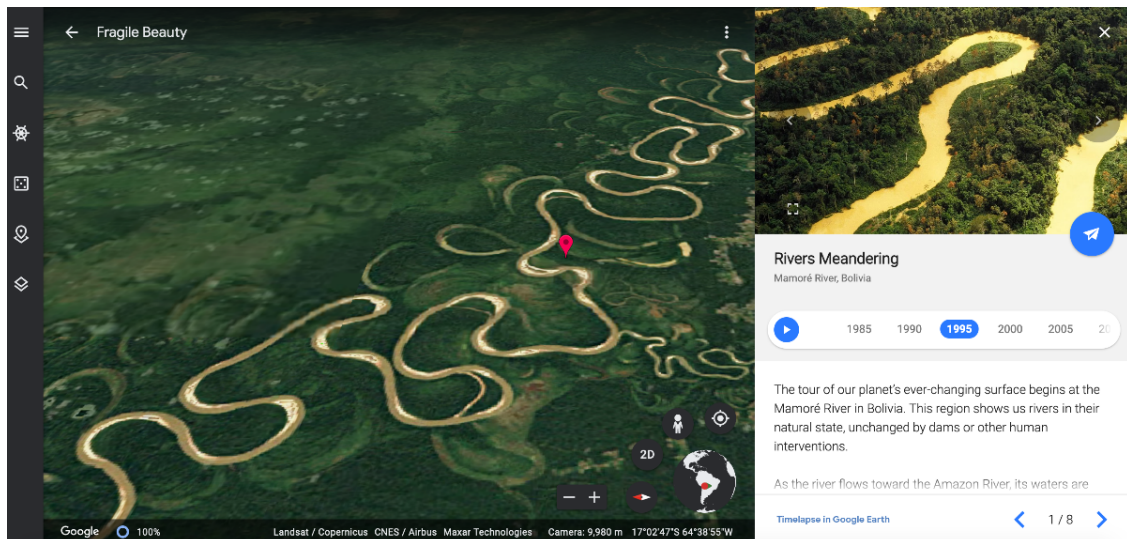 Fragile Beauty
Rivers Meandering
Mamoré River, Bolivia
1985 1990 1995 2000 2005 20
The tour of our planet's ever-changing surface begins at the
Mamoré River in Bolivia. This region shows us rivers in their
natural state, unchanged by dams or other human
interventions.
As the river flows toward the Amazon River, its waters are
2D
Google 100% Landsat / Copernicus CNES / Airbus Maxar Technologies Camera: 9,980 m 17°02'47"S 64°38'55"W
Timelapse in Google Earth 1 / 8